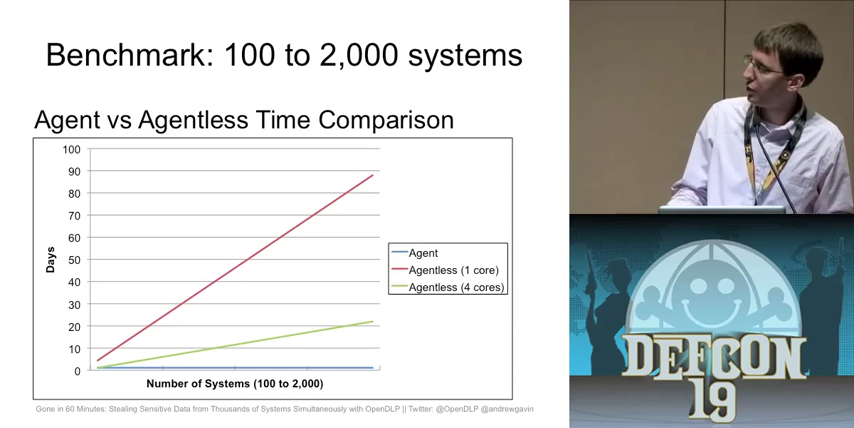 Benchmark: 100 to 2,000 systems
Agent vs Agentless Time Comparison
100
90
80
70
60
50
40
30
20
10
0
Days
Agent
Agentless (1 core)
Agentless (4 cores)
Number of Systems (100 to 2,000)
Gone in 60 Minutes: Stealing Sensitive Data from Thousands of Systems Simultaneously with OpenDLP || Twitter: @OpenDLP @andrewgavin
DEFCON
19